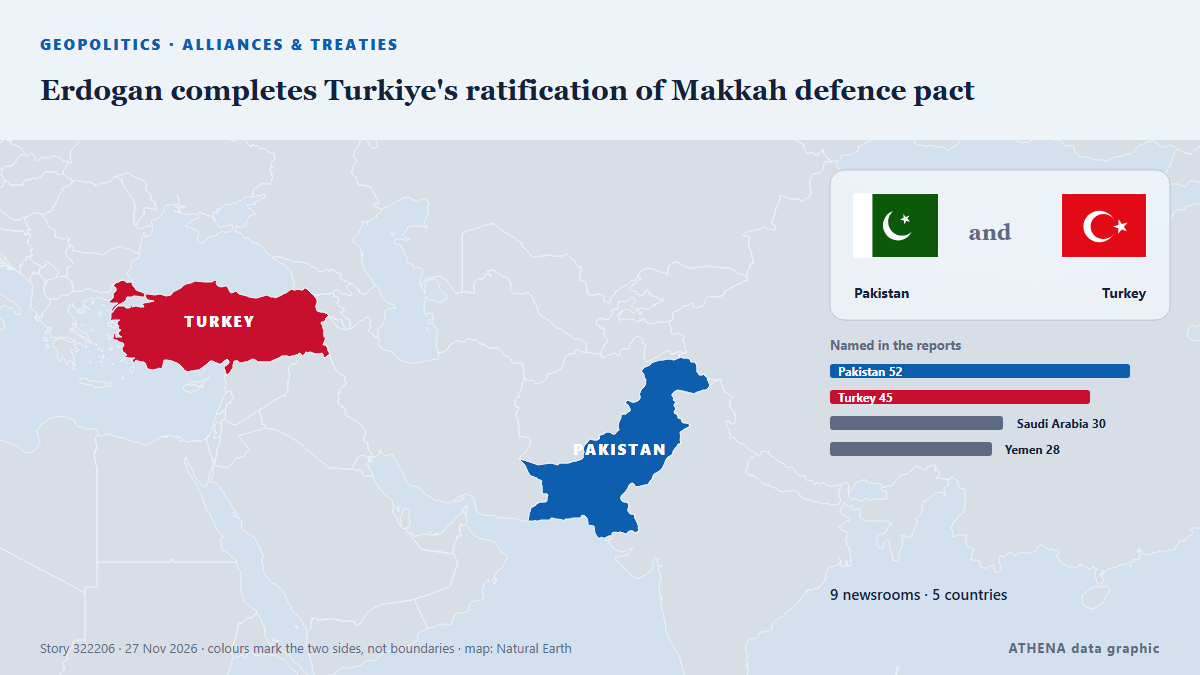 GEOPOLITICS · ALLIANCES & TREATIES
Erdogan completes Turkiye's ratification of Makkah defence pact
and
Pakistan
Turkey
TURKEY
PAKISTAN
Named in the reports
Pakistan 52
Turkey 45
Saudi Arabia 30
Yemen 28
9 newsrooms · 5 countries
Story 322206 · 27 Nov 2026 · colours mark the two sides, not boundaries · map: Natural Earth
ATHENA data graphic